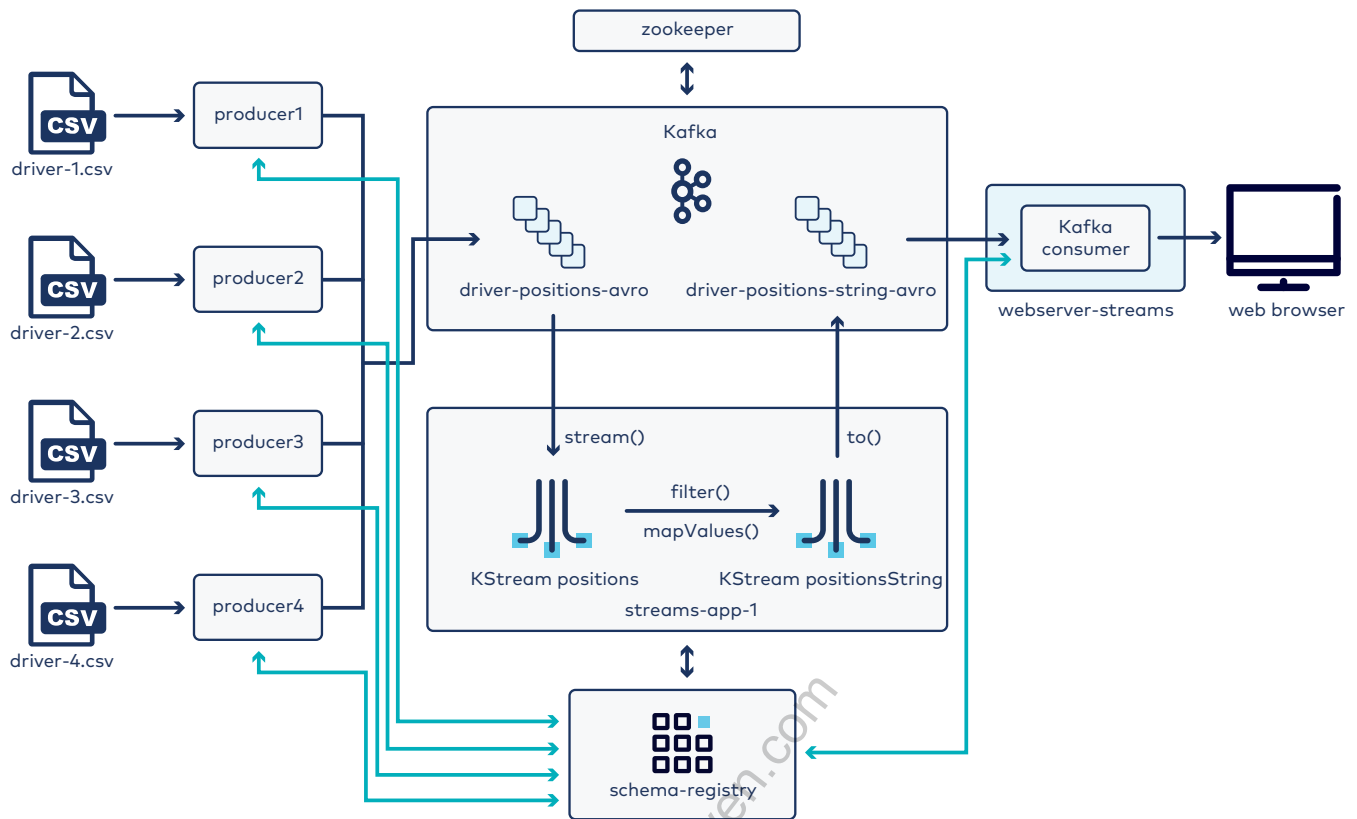 zookeeper
CSV
driver-1.csv
producer1
CSV
driver-2.csv
producer2
CSV
driver-3.csv
producer3
CSV
driver-4.csv
producer4
Kafka
driver-positions-avro
driver-positions-string-avro
stream()
to()
filter()
mapValues()
KStream positions
KStream positionsString
streams-app-1
schema-registry
Kafka
consumer
webserver-streams
web browser